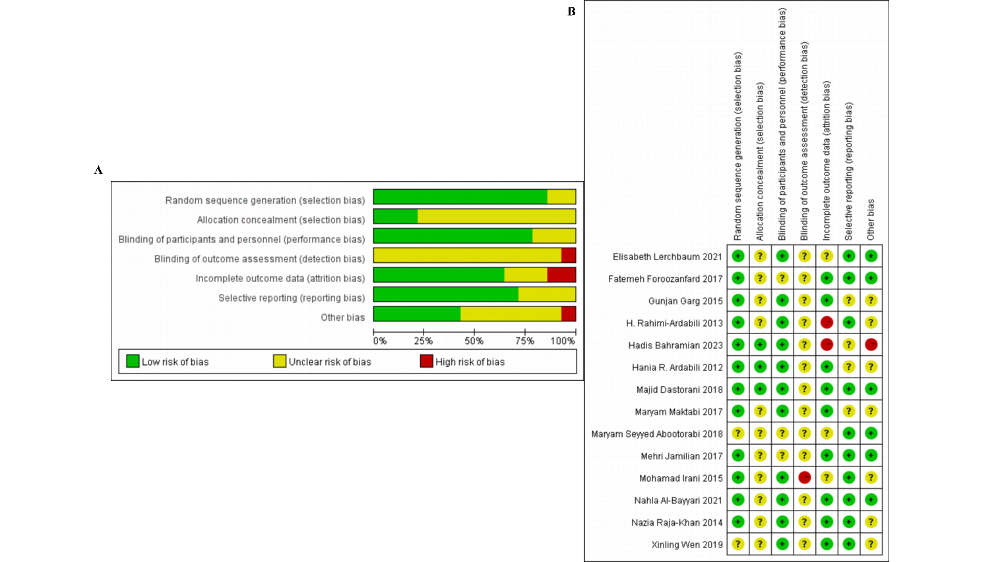 A
Random sequence generation (selection bias)
Allocation concealment (selection bias)
Blinding of participants and personnel (performance bias)
Blinding of outcome assessment (detection bias)
Incomplete outcome data (attrition bias)
Selective reporting (reporting bias)
Other bias
0% 25% 50% 75% 100%
Low risk of bias Unclear risk of bias High risk of bias
B
Random sequence generation (selection bias)
Allocation concealment (selection bias)
Blinding of participants and personnel (performance bias)
Blinding of outcome assessment (detection bias)
Incomplete outcome data (attrition bias)
Selective reporting (reporting bias)
Other bias
Elisabeth Lerchbaum 2021 + ? + ? ? + +
Fatemeh Foroozanfard 2017 + ? ? ? + + +
Gunjan Garg 2015 + ? + ? + ? ?
H. Rahimi-Ardabili 2013 + ? + ? - + ?
Hadis Bahramian 2023 + + + ? - ? -
Hania R. Ardabili 2012 + + + ? + ? ?
Majid Dastorani 2018 + + + ? + + +
Maryam Maktabi 2017 + ? + ? + ? ?
Maryam Seyyed Abootorabi 2018 ? ? ? ? ? + +
Mehri Jamilian 2017 + ? ? ? + + +
Mohamad Irani 2015 + ? + - ? + ?
Nahla Al-Bayyari 2021 + ? + ? + + +
Nazia Raja-Khan 2014 + ? + ? + + ?
Xinling Wen 2019 ? ? + ? + + ?